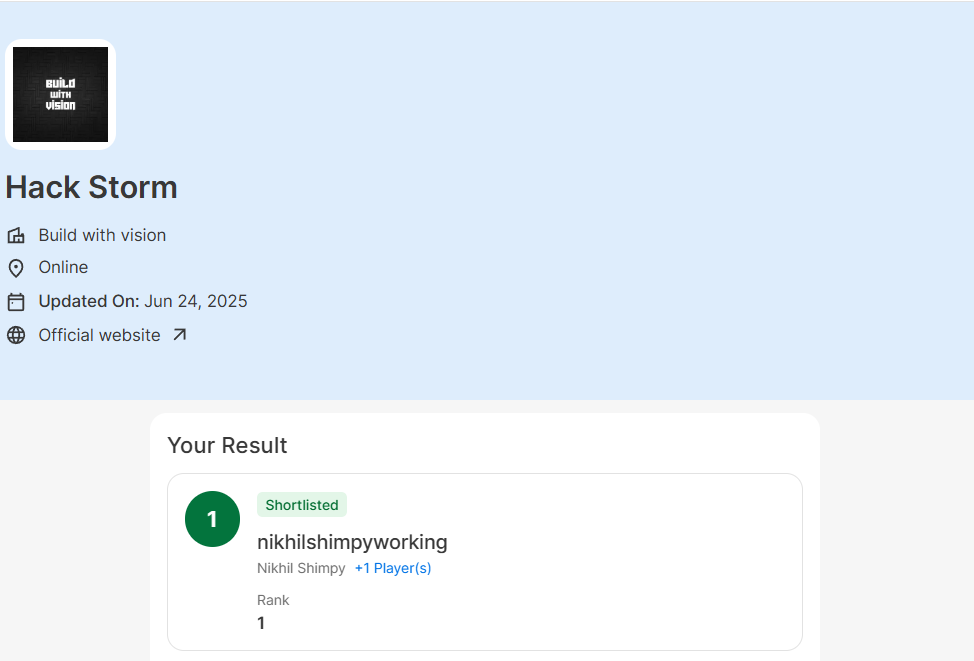 BUiLD
WiTH
Vision
Hack Storm
Build with vision
Online
Updated On: Jun 24, 2025
Official website
Your Result
1
Shortlisted
nikhilshimpyworking
Nikhil Shimpy +1 Player(s)
Rank
1